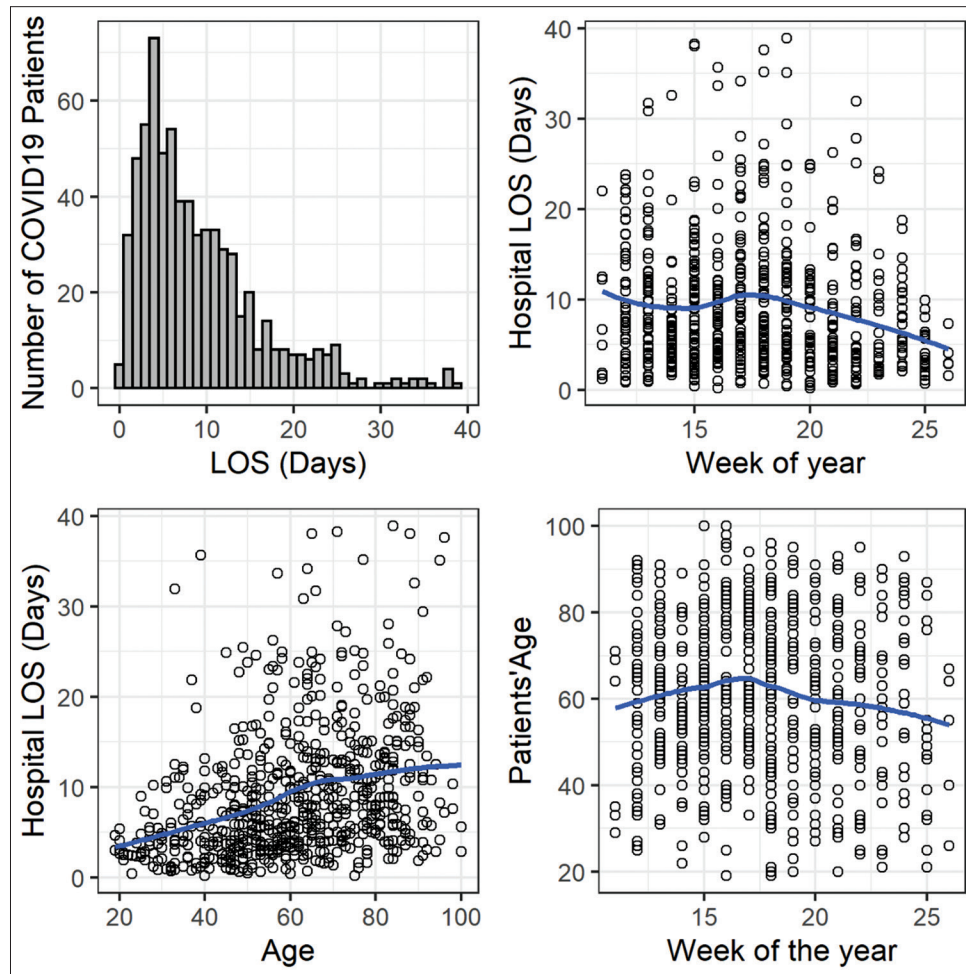 Number of COVID19 Patients
60
40
20
0
0 10 20 30 40
LOS (Days)
Hospital LOS (Days)
40
30
20
10
0
15 20 25
Week of year
Hospital LOS (Days)
40
30
20
10
0
20 40 60 80 100
Age
Patients' Age
100
80
60
40
20
15 20 25
Week of the year